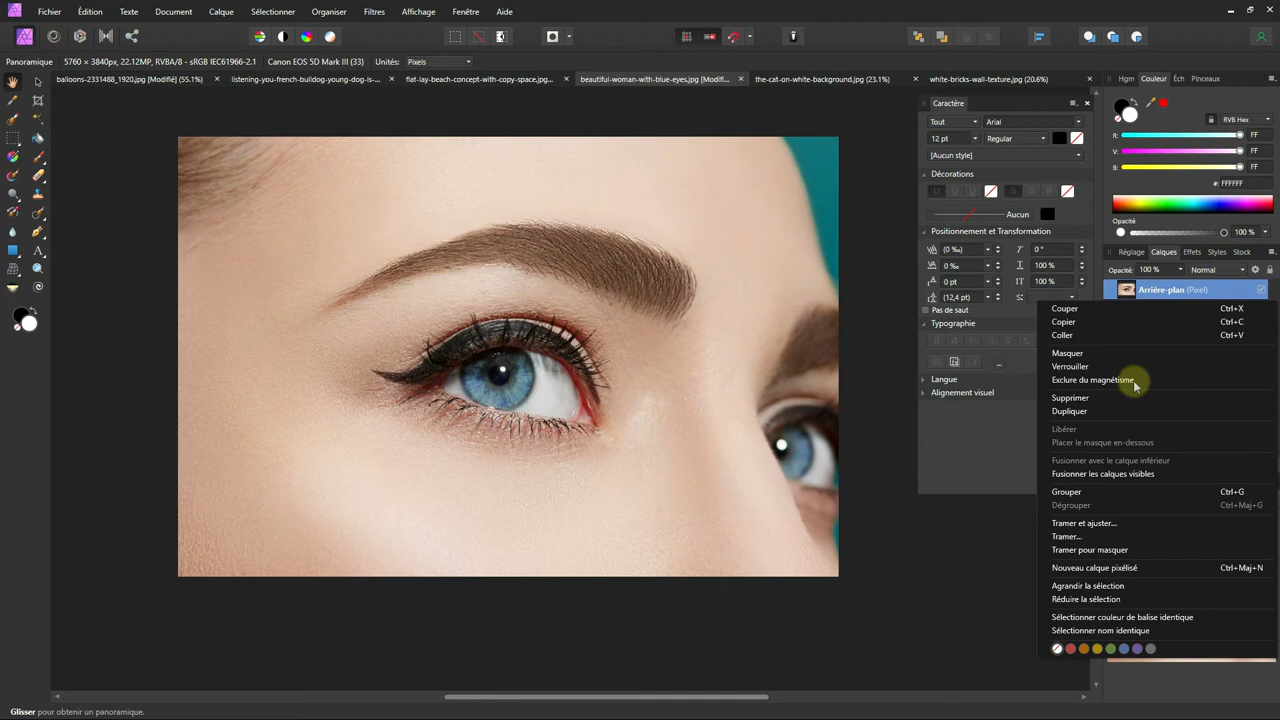 Fichier Édition Texte Document Calque Sélectionner Organiser Filtres Affichage Fenêtre Aide
Panoramique 5760 × 3840px, 22.12MP, RVBA/8 - sRGB IEC61966-2.1 Canon EOS 5D Mark III (33) Unités: Pixels
balloons-2331488_1920.jpg [Modifié] (55.1%)
listening-you-french-bulldog-young-dog-is-...
flat-lay-beach-concept-with-copy-space.jpg...
beautiful-woman-with-blue-eyes.jpg [Modifi...
the-cat-on-white-background.jpg (23.1%)
white-bricks-wall-texture.jpg (20.6%)
Caractère
Tout Arial
12 pt Regular
[Aucun style]
Décorations
U U U S S S
Aucun
Positionnement et Transformation
(0 ‰) 0 °
0 ‰ 100 %
0 pt 100 %
(12,4 pt) S:
Pas de saut
Typographie
...
Langue
Alignement visuel
Hgm Couleur Éch Pinceaux
RVB Hex
R: FF
V: FF
B: FF
#: FFFFFF
Opacité
100 %
Réglage Calques Effets Styles Stock
Opacité: 100 % Normal
Arrière-plan (Pixel)
Couper Ctrl+X
Copier Ctrl+C
Coller Ctrl+V
Masquer
Verrouiller
Exclure du magnétisme
Supprimer
Dupliquer
Libérer
Placer le masque en-dessous
Fusionner avec le calque inférieur
Fusionner les calques visibles
Grouper Ctrl+G
Dégrouper Ctrl+Maj+G
Tramer et ajuster...
Tramer...
Tramer pour masquer
Nouveau calque pixélisé Ctrl+Maj+N
Agrandir la sélection
Réduire la sélection
Sélectionner couleur de balise identique
Sélectionner nom identique
Glisser pour obtenir un panoramique.